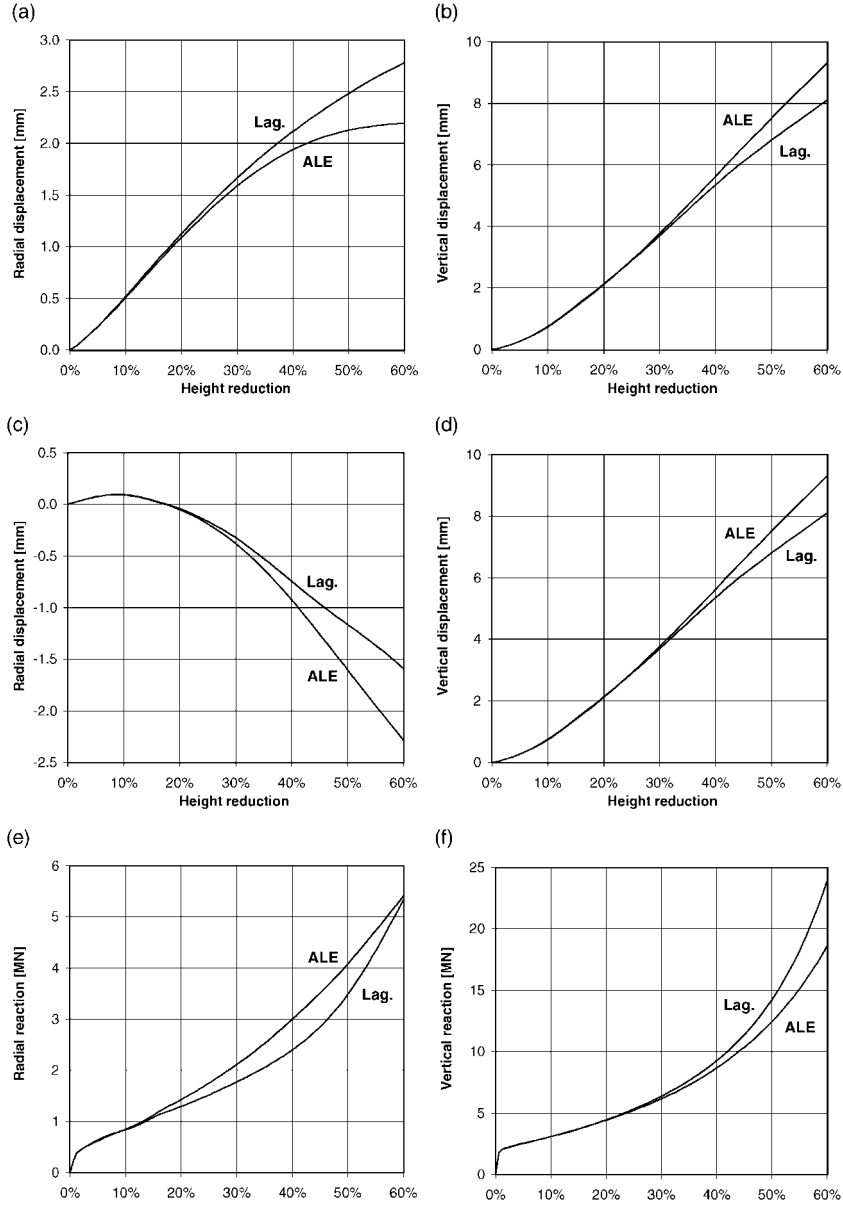 (a)
3.0
2.5
2.0
1.5
1.0
0.5
0.0
Radial displacement [mm]
Lag.
ALE
0% 10% 20% 30% 40% 50% 60%
Height reduction
(b)
10
8
6
4
2
0
Vertical displacement [mm]
ALE
Lag.
0% 10% 20% 30% 40% 50% 60%
Height reduction
(c)
0.5
0.0
-0.5
-1.0
-1.5
-2.0
-2.5
Radial displacement [mm]
Lag.
ALE
0% 10% 20% 30% 40% 50% 60%
Height reduction
(d)
10
8
6
4
2
0
Vertical displacement [mm]
ALE
Lag.
0% 10% 20% 30% 40% 50% 60%
Height reduction
(e)
6
5
4
3
2
1
0
Radial reaction [MN]
ALE
Lag.
0% 10% 20% 30% 40% 50% 60%
(f)
25
20
15
10
5
0
Vertical reaction [MN]
Lag.
ALE
0% 10% 20% 30% 40% 50% 60%